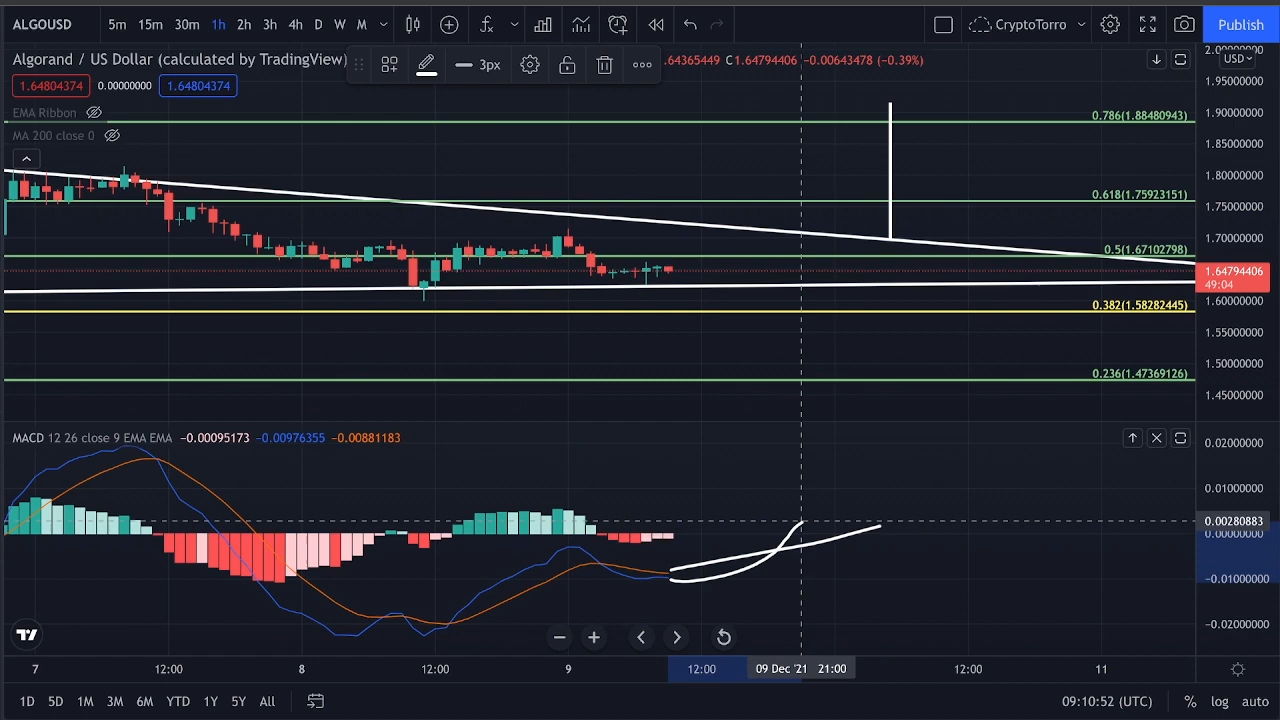 ALGOUSD 5m 15m 30m 1h 2h 3h 4h D W M CryptoTorro Publish
Algorand / US Dollar (calculated by TradingView) 3px .64365449 C1.64794406 −0.00643478 (−0.39%)
1.64804374 0.00000000 1.64804374
EMA Ribbon
MA 200 close 0
2.00000000
USD
1.95000000
1.90000000
0.786(1.88480943)
1.85000000
1.80000000
0.618(1.75923151)
1.75000000
1.70000000
0.5(1.67102798)
1.64794406
49:04
1.60000000
0.382(1.58282445)
1.55000000
1.50000000
0.236(1.47369126)
1.45000000
MACD 12 26 close 9 EMA EMA −0.00095173 −0.00976355 −0.00881183
0.02000000
0.01000000
0.00280883
0.00000000
−0.01000000
−0.02000000
7 12:00 8 12:00 9 12:00 09 Dec '21 21:00 12:00 11
1D 5D 1M 3M 6M YTD 1Y 5Y All 09:10:52 (UTC) % log auto